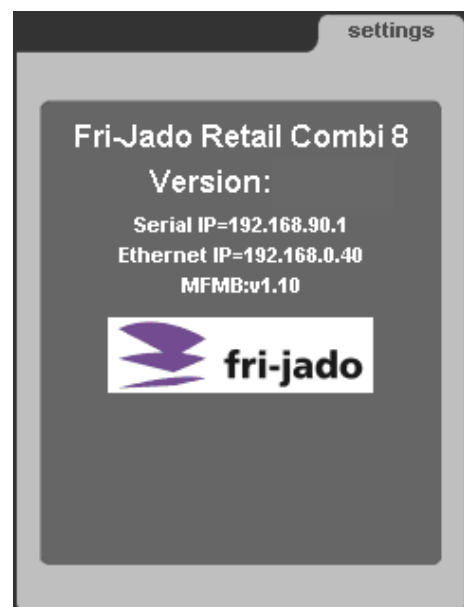 settings
Fri-Jado Retail Combi 8
Version:
Serial IP=192.168.90.1
Ethernet IP=192.168.0.40
MFMB:v1.10
fri-jado